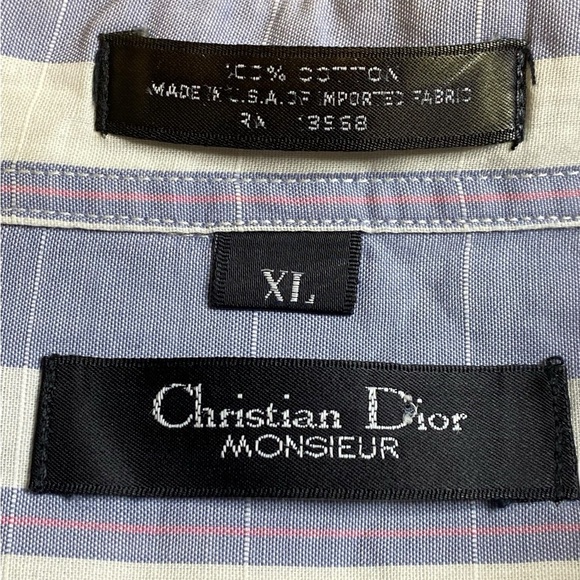 100% COTTON
MADE IN U.S.A. OF IMPORTED FABRIC
RN 13968
XL
Christian Dior
MONSIEUR